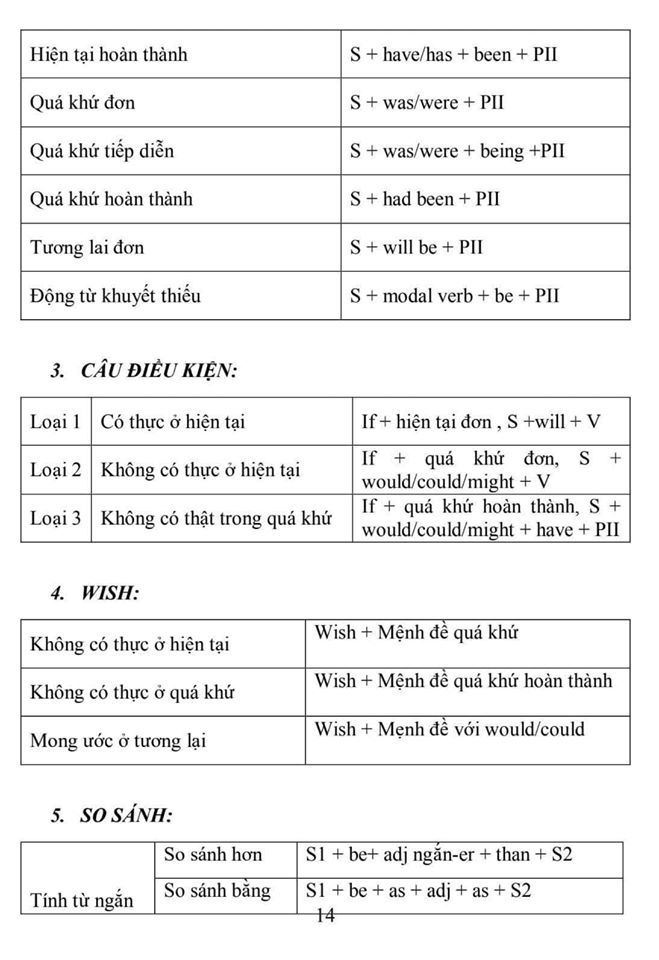 Hiện tại hoàn thành S + have/has + been + PII
Quá khứ đơn S + was/were + PII
Quá khứ tiếp diễn S + was/were + being +PII
Quá khứ hoàn thành S + had been + PII
Tương lai đơn S + will be + PII
Động từ khuyết thiếu S + modal verb + be + PII
3. CÂU ĐIỀU KIỆN:
Loại 1 Có thực ở hiện tại If + hiện tại đơn , S +will + V
Loại 2 Không có thực ở hiện tại If + quá khứ đơn, S +
would/could/might + V
Loại 3 Không có thật trong quá khứ If + quá khứ hoàn thành, S +
would/could/might + have + PII
4. WISH:
Không có thực ở hiện tại Wish + Mệnh đề quá khứ
Không có thực ở quá khứ Wish + Mệnh đề quá khứ hoàn thành
Mong ước ở tương lại Wish + Mẹnh đề với would/could
5. SO SÁNH:
Tính từ ngắn So sánh hơn S1 + be+ adj ngắn-er + than + S2
So sánh bằng S1 + be + as + adj + as + S2
14